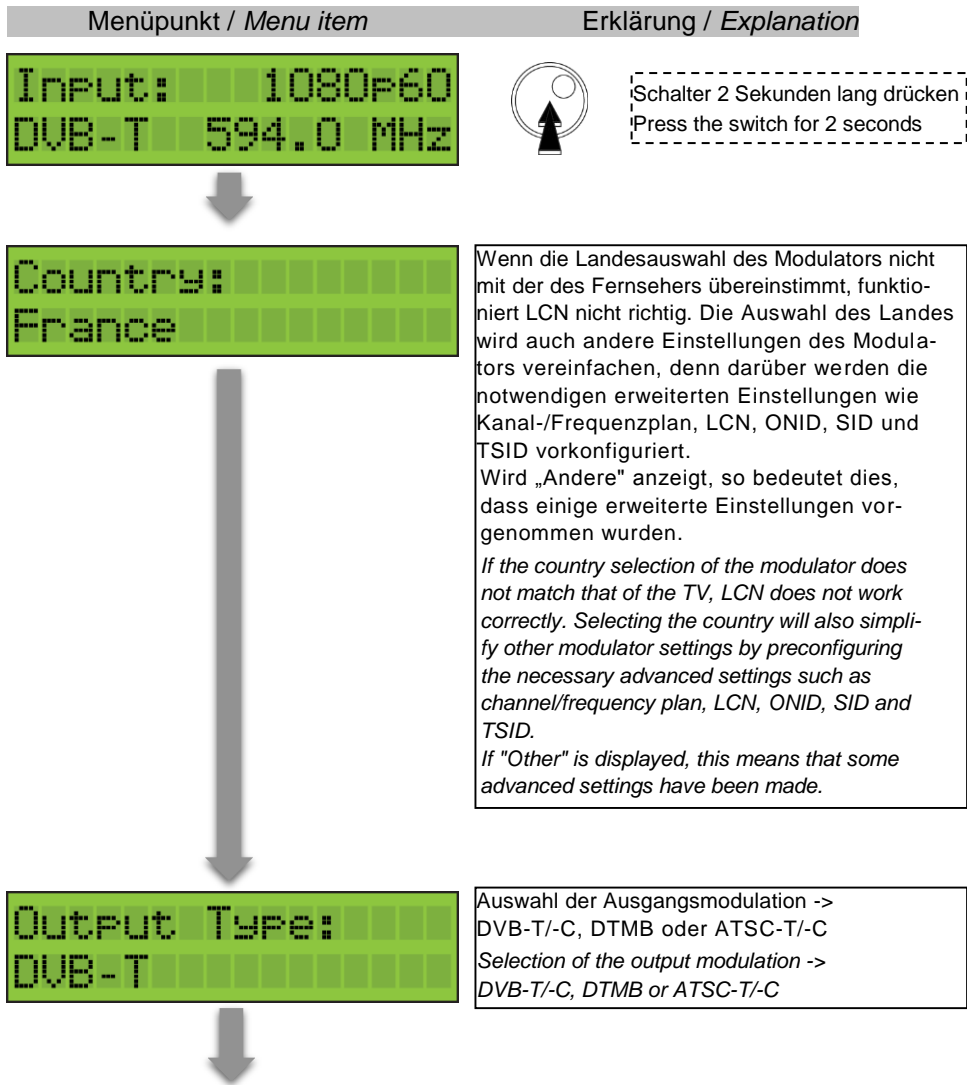 Menüpunkt / Menu item
Erklärung / Explanation
Input: 1080p60
DVB-T 594.0 MHz
Schalter 2 Sekunden lang drücken
Press the switch for 2 seconds
Country:
France
Wenn die Landesauswahl des Modulators nicht
mit der des Fernsehers übereinstimmt, funktio-
niert LCN nicht richtig. Die Auswahl des Landes
wird auch andere Einstellungen des Modula-
tors vereinfachen, denn darüber werden die
notwendigen erweiterten Einstellungen wie
Kanal-/Frequenzplan, LCN, ONID, SID und
TSID vorkonfiguriert.
Wird „Andere" anzeigt, so bedeutet dies,
dass einige erweiterte Einstellungen vor-
genommen wurden.
If the country selection of the modulator does
not match that of the TV, LCN does not work
correctly. Selecting the country will also simpli-
fy other modulator settings by preconfiguring
the necessary advanced settings such as
channel/frequency plan, LCN, ONID, SID and
TSID.
If "Other" is displayed, this means that some
advanced settings have been made.
Output Type:
DVB-T
Auswahl der Ausgangsmodulation ->
DVB-T/-C, DTMB oder ATSC-T/-C
Selection of the output modulation ->
DVB-T/-C, DTMB or ATSC-T/-C